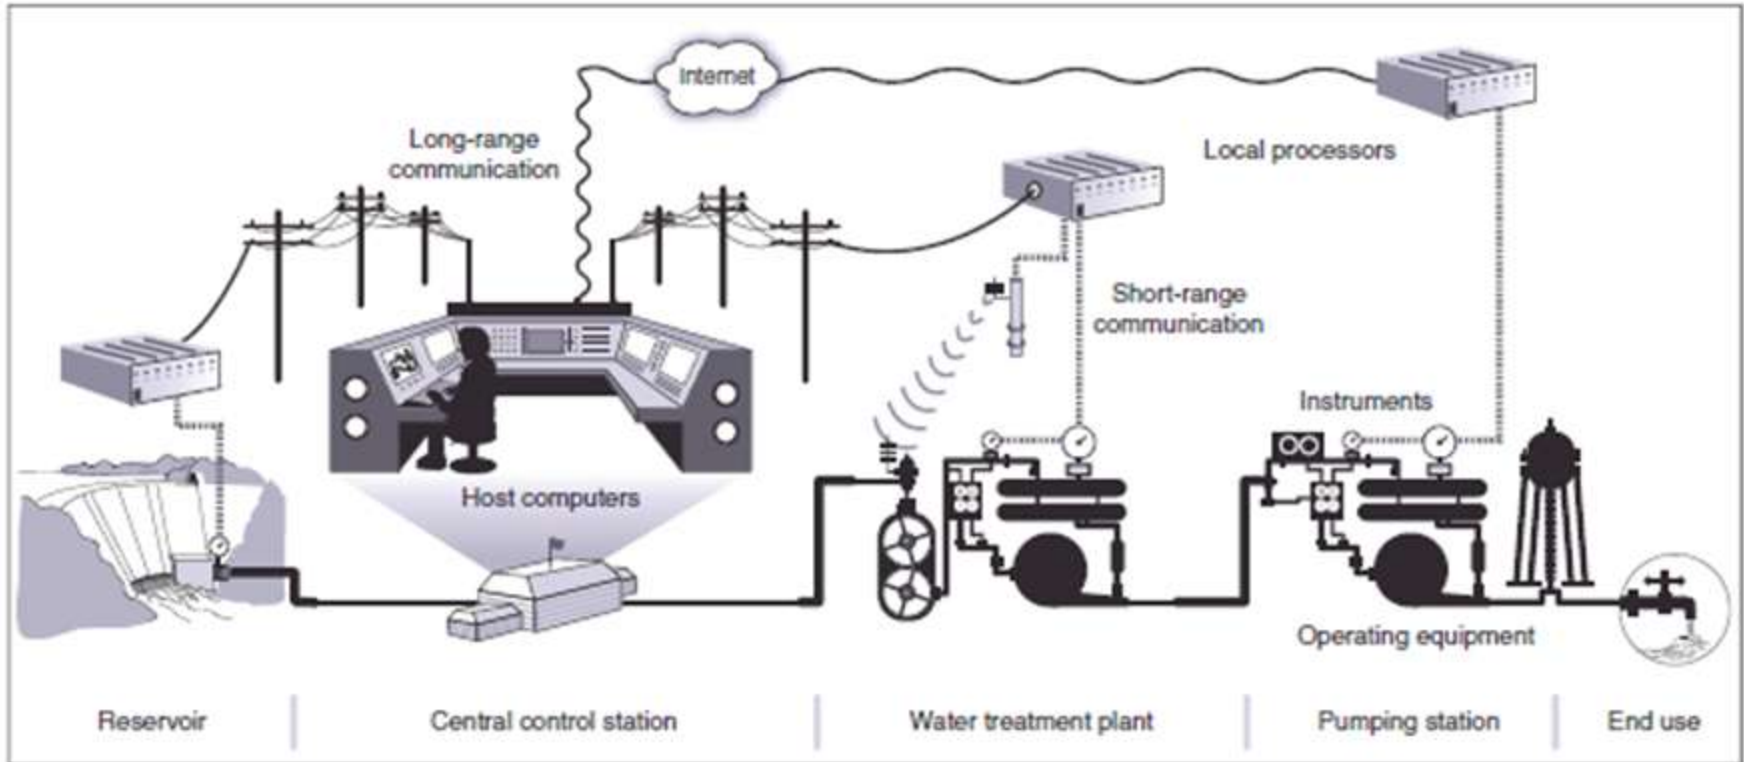 Internet
Long-range
communication
Local processors
Short-range
communication
Instruments
Host computers
Operating equipment
Reservoir
Central control station
Water treatment plant
Pumping station
End use